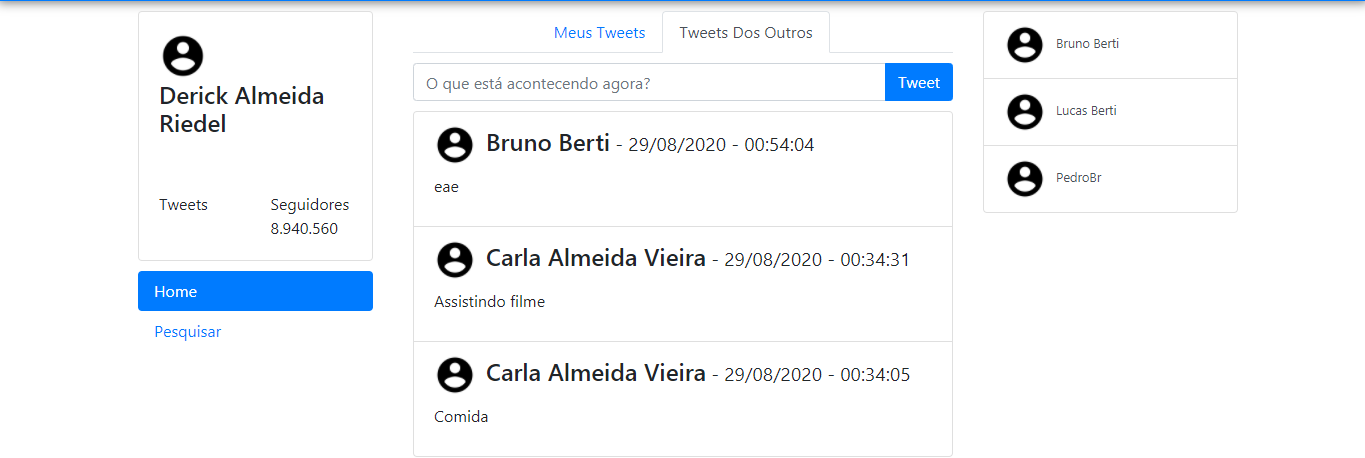 Derick Almeida
Riedel
Tweets
Seguidores
8.940.560
Home
Pesquisar
Meus Tweets
Tweets Dos Outros
O que está acontecendo agora?
Tweet
Bruno Berti - 29/08/2020 - 00:54:04
eae
Carla Almeida Vieira - 29/08/2020 - 00:34:31
Assistindo filme
Carla Almeida Vieira - 29/08/2020 - 00:34:05
Comida
Bruno Berti
Lucas Berti
PedroBr